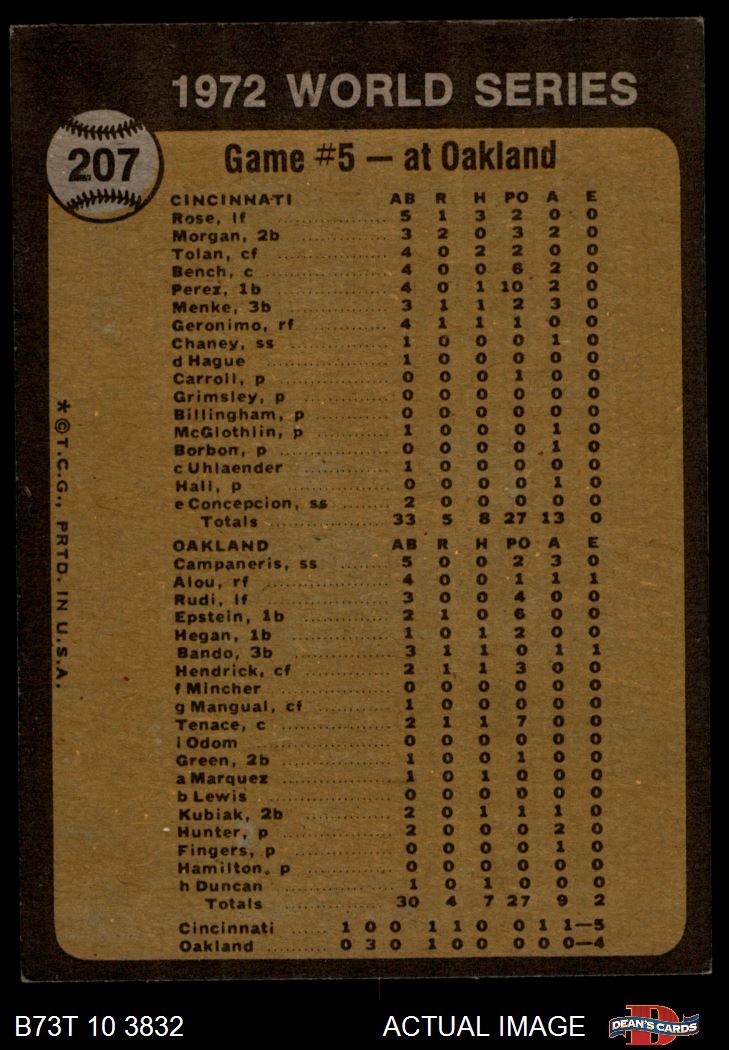 1972 WORLD SERIES
207
Game #5 — at Oakland
CINCINNATI AB R H PO A E
Rose, lf 5 1 3 2 0 0
Morgan, 2b 3 2 0 3 2 0
Tolan, cf 4 0 2 2 0 0
Bench, c 4 0 0 6 2 0
Perez, 1b 4 0 1 10 2 0
Menke, 3b 3 1 1 2 3 0
Geronimo, rf 4 1 1 1 0 0
Chaney, ss 1 0 0 0 1 0
d Hague 1 0 0 0 0 0
Carroll, p 0 0 0 1 0 0
Grimsley, p 0 0 0 0 0 0
Billingham, p 0 0 0 0 0 0
McGlothlin, p 1 0 0 0 1 0
Borbon, p 0 0 0 0 1 0
c Uhlaender 1 0 0 0 0 0
Hall, p 0 0 0 0 1 0
e Concepcion, ss 2 0 0 0 0 0
Totals 33 5 8 27 13 0
OAKLAND AB R H PO A E
Campaneris, ss 5 0 0 2 3 0
Alou, rf 4 0 0 1 1 1
Rudi, lf 3 0 0 4 0 0
Epstein, 1b 2 1 0 6 0 0
Hegan, 1b 1 0 1 2 0 0
Bando, 3b 3 1 1 0 1 1
Hendrick, cf 2 1 1 3 0 0
f Mincher 0 0 0 0 0 0
g Mangual, cf 1 0 0 0 0 0
Tenace, c 2 1 1 7 0 0
i Odom 0 0 0 0 0 0
Green, 2b 1 0 0 1 0 0
a Marquez 1 0 1 0 0 0
b Lewis 0 0 0 0 0 0
Kubiak, 2b 2 0 1 1 1 0
Hunter, p 2 0 0 0 2 0
Fingers, p 0 0 0 0 1 0
Hamilton, p 0 0 0 0 0 0
h Duncan 1 0 1 0 0 0
Totals 30 4 7 27 9 2
Cincinnati 1 0 0 1 1 0 0 1 1—5
Oakland 0 3 0 1 0 0 0 0 0—4
* © T.C.G., PRTD. IN U.S.A.
B73T 10 3832 ACTUAL IMAGE
D
DEAN'S CARDS